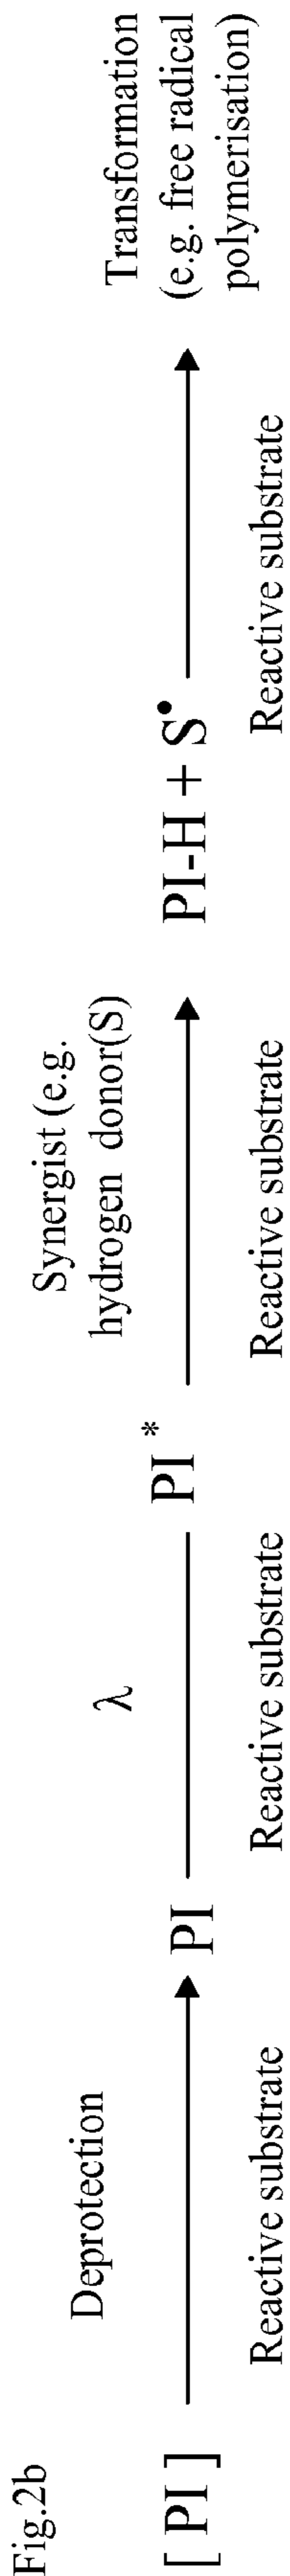 Fig.2b
Deprotection
λ
Synergist (e.g.
hydrogen donor(S)
[ PI ]
PI
PI *
PI-H + S•
Transformation
(e.g. free radical
polymerisation)
Reactive substrate
Reactive substrate
Reactive substrate
Reactive substrate